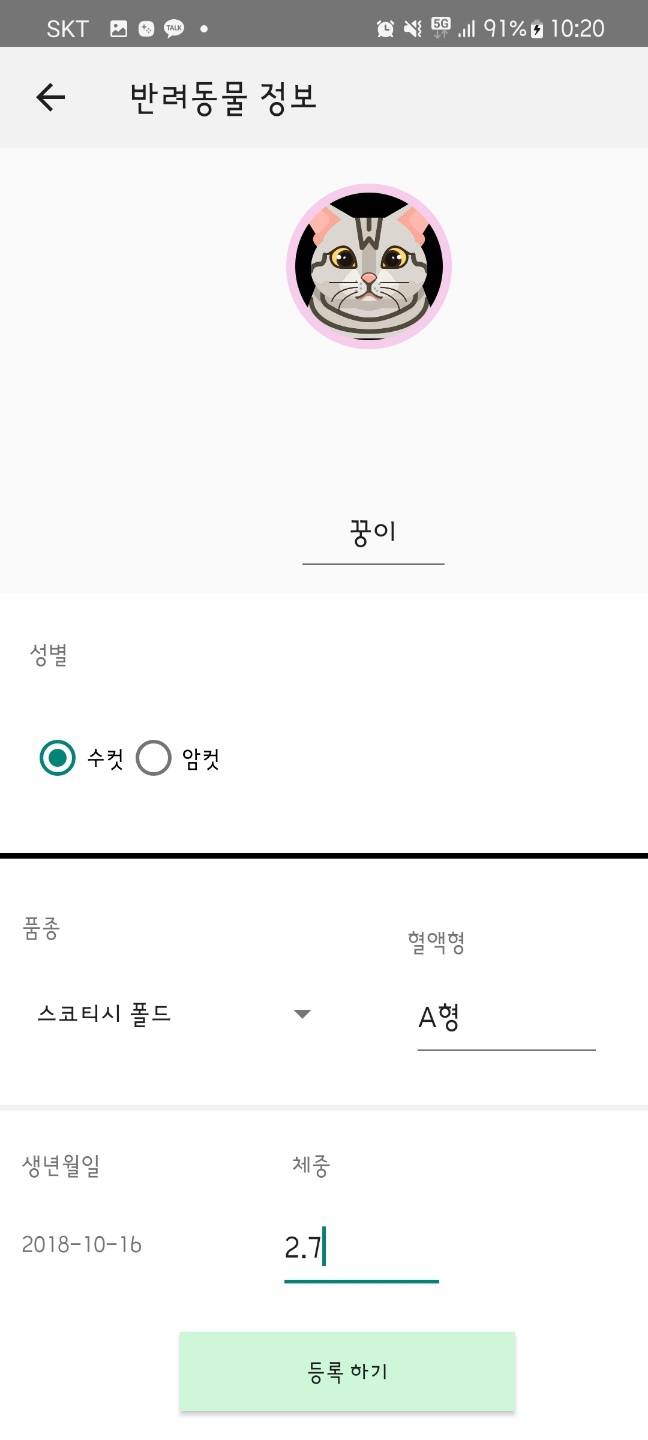 SKT TALK 5G 91% 10:20
반려동물 정보
꿍이
성별
수컷 암컷
품종 혈액형
스코티시 폴드 A형
생년월일 체중
2018-10-16 2.7
등록 하기